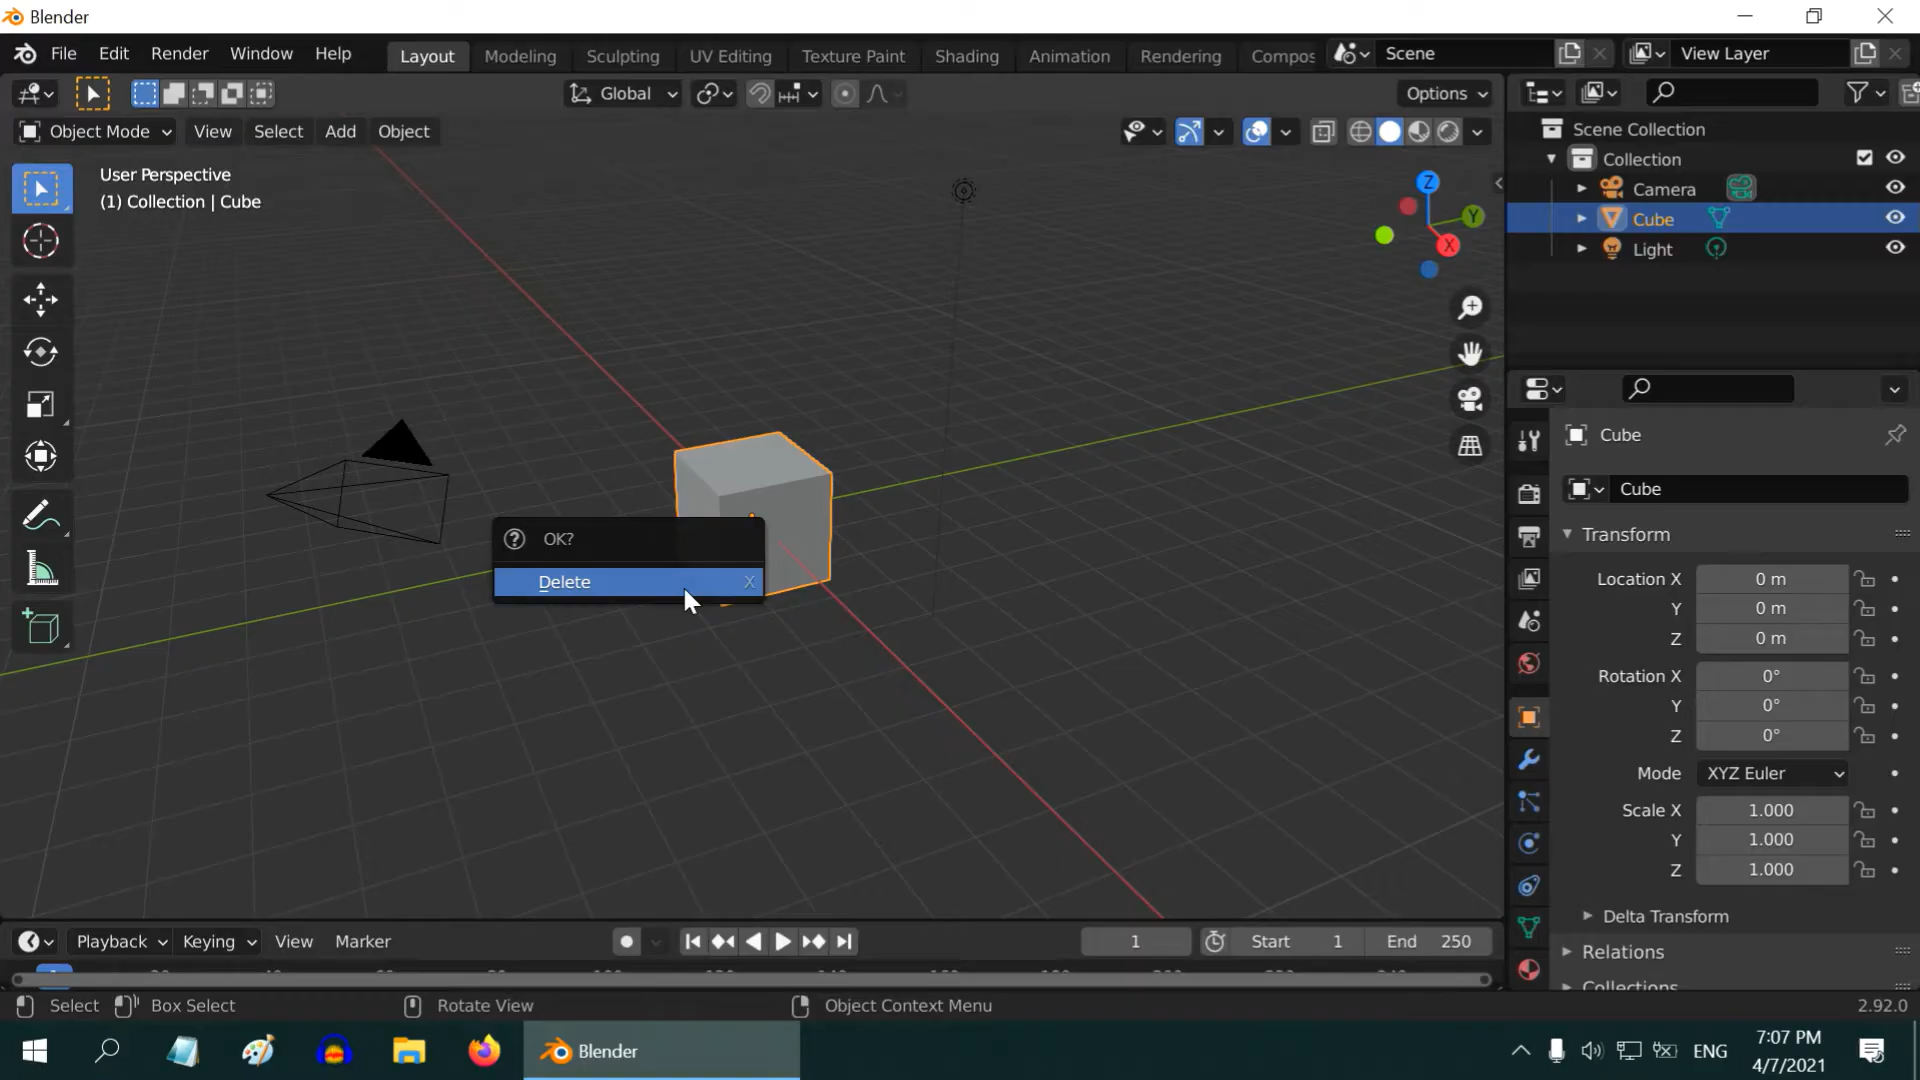 Blender
File Edit Render Window Help Layout Modeling Sculpting UV Editing Texture Paint Shading Animation Rendering Compos Scene View Layer
Global Options
Object Mode View Select Add Object
User Perspective
(1) Collection | Cube
Z
Y
X
Scene Collection
Collection
Camera
Cube
Light
OK?
Delete X
Cube
Cube
Transform
Location X 0 m
Y 0 m
Z 0 m
Rotation X 0°
Y 0°
Z 0°
Mode XYZ Euler
Scale X 1.000
Y 1.000
Z 1.000
Delta Transform
Relations
Collections
Playback Keying View Marker 1 Start 1 End 250
Select Box Select Rotate View Object Context Menu 2.92.0
Blender ENG 7:07 PM
4/7/2021